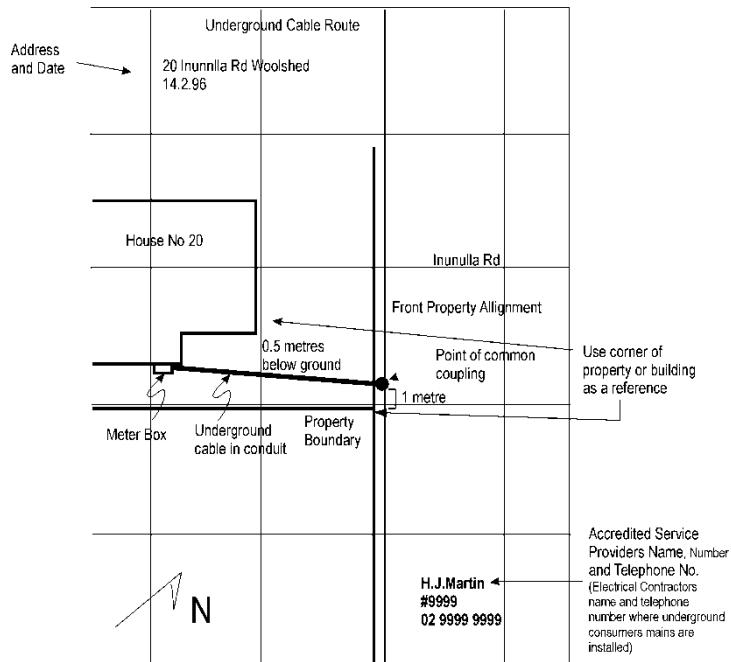 Underground Cable Route
Address
and Date
20 Inunnlla Rd Woolshed
14.2.96
House No 20
Inunulla Rd
Front Property Allignment
0.5 metres
below ground
Point of common
coupling
Use corner of
property or building
as a reference
1 metre
Meter Box
Underground
cable in conduit
Property
Boundary
Accredited Service
Providers Name, Number
and Telephone No.
(Electrical Contractors
name and telephone
number where underground
consumers mains are
installed)
H.J.Martin
#9999
02 9999 9999
N